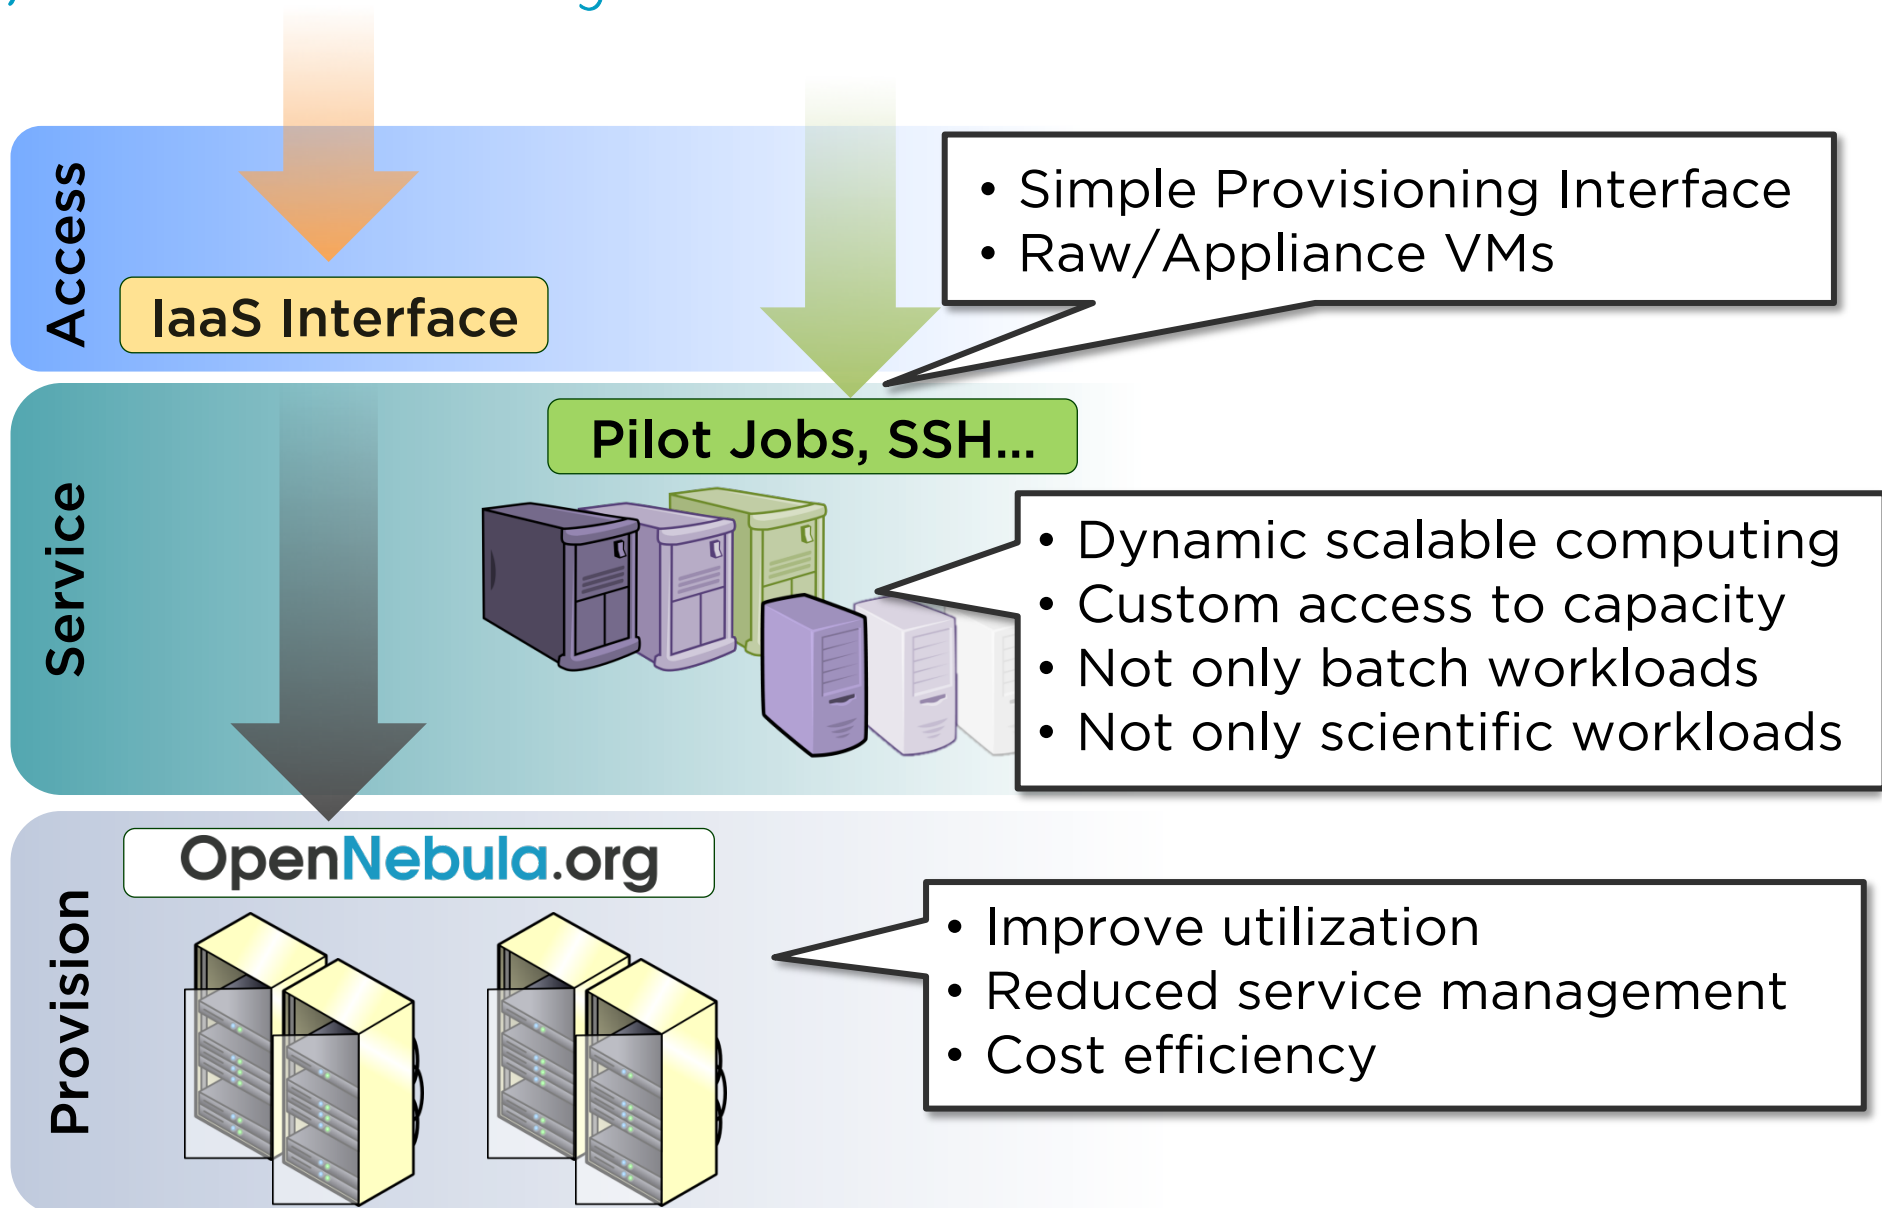 Access
IaaS Interface
• Simple Provisioning Interface
• Raw/Appliance VMs
Service
Pilot Jobs, SSH...
• Dynamic scalable computing
• Custom access to capacity
• Not only batch workloads
• Not only scientific workloads
Provision
OpenNebula.org
• Improve utilization
• Reduced service management
• Cost efficiency